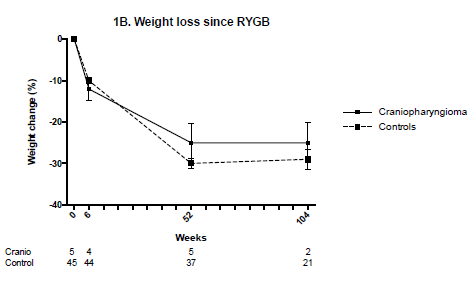 1B. Weight loss since RYGB
Weight change (%)
0
-10
-20
-30
-40
0 6 52 104
Weeks
Craniopharyngioma
Controls
Cranio 5 4 5 2
Control 45 44 37 21